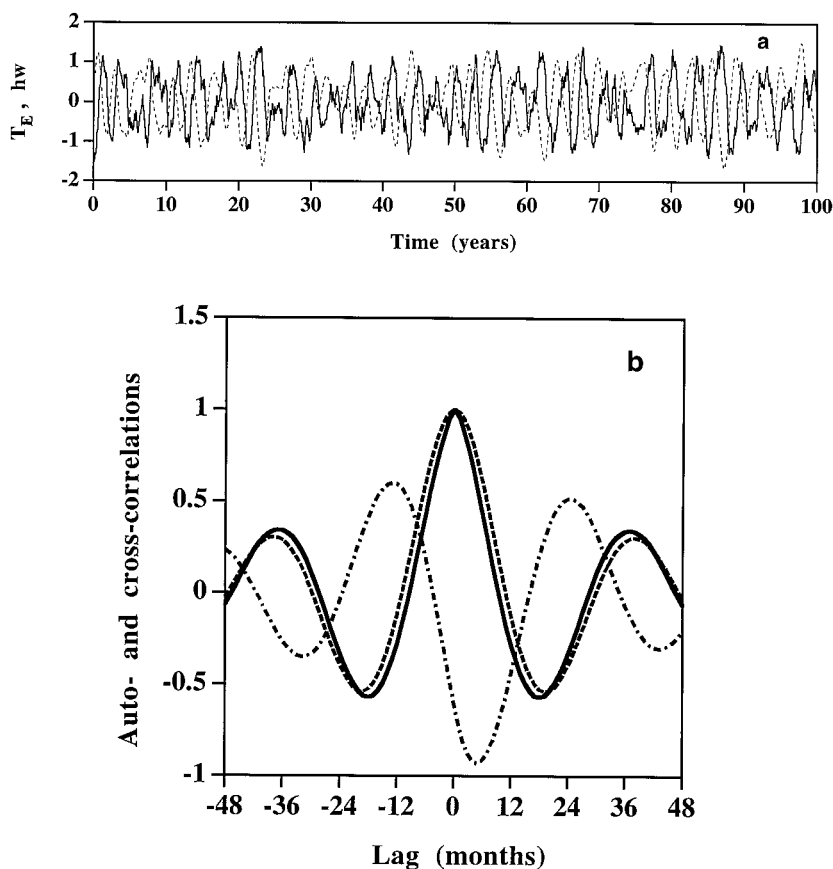 a
T_E , hw
2
1
0
-1
-2
0 10 20 30 40 50 60 70 80 90 100
Time (years)
b
Auto- and cross-correlations
1.5
1
0.5
0
-0.5
-1
-48 -36 -24 -12 0 12 24 36 48
Lag (months)